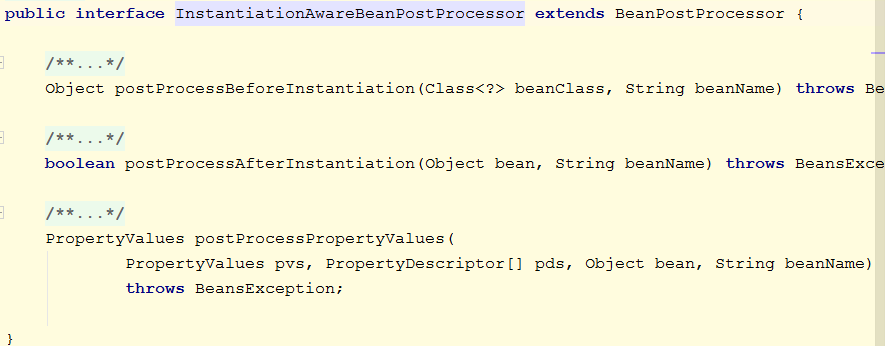 public interface InstantiationAwareBeanPostProcessor extends BeanPostProcessor {
/**...*/
Object postProcessBeforeInstantiation(Class<?> beanClass, String beanName) throws Be
/**...*/
boolean postProcessAfterInstantiation(Object bean, String beanName) throws BeansExce
/**...*/
PropertyValues postProcessPropertyValues(
PropertyValues pvs, PropertyDescriptor[] pds, Object bean, String beanName)
throws BeansException;
}